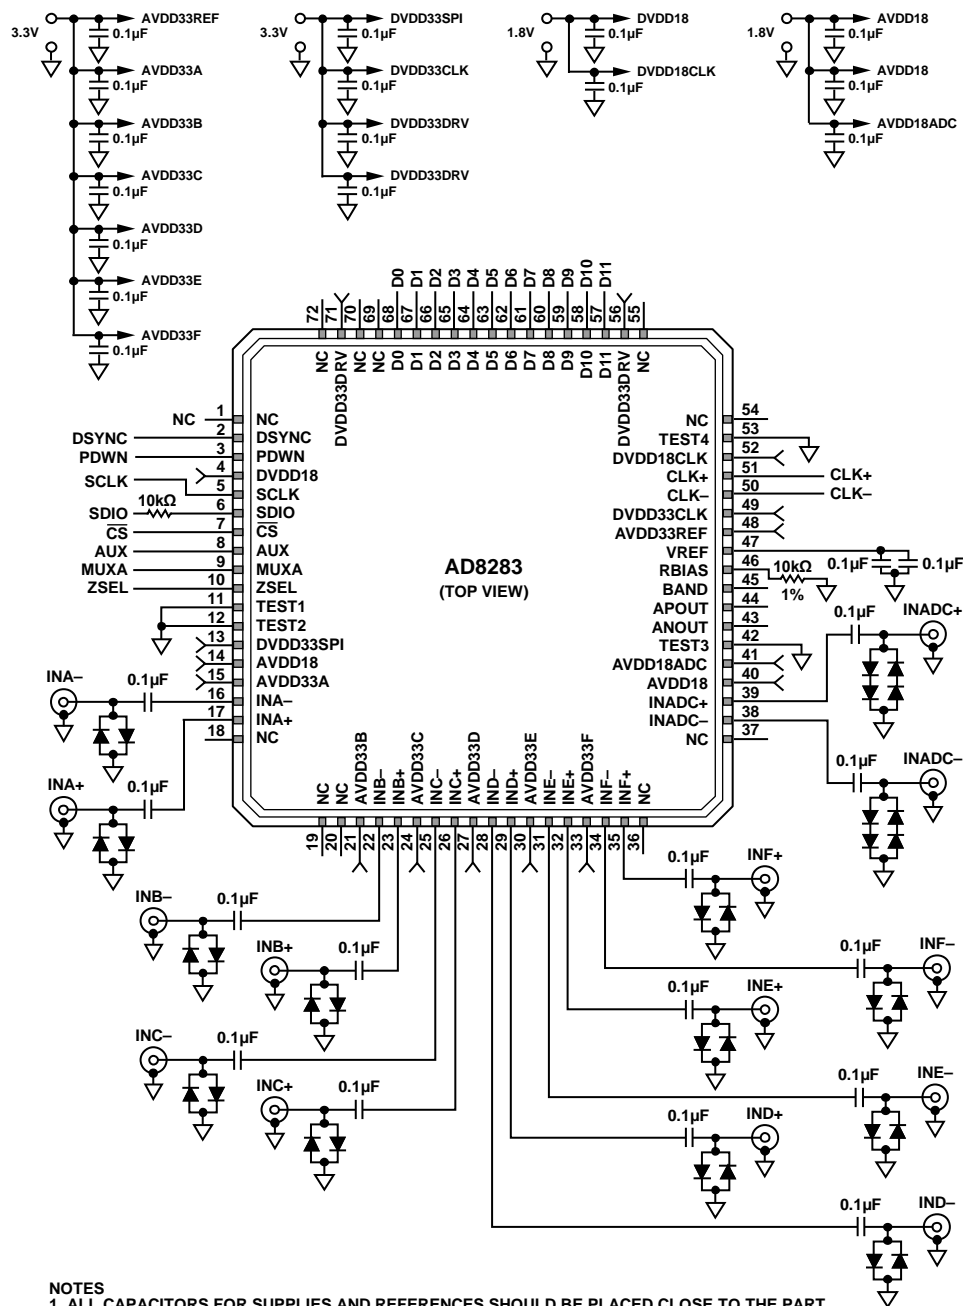 3.3V
AVDD33REF
0.1µF
AVDD33A
0.1µF
AVDD33B
0.1µF
AVDD33C
0.1µF
AVDD33D
0.1µF
AVDD33E
0.1µF
AVDD33F
0.1µF
3.3V
DVDD33SPI
0.1µF
DVDD33CLK
0.1µF
DVDD33DRV
0.1µF
DVDD33DRV
0.1µF
1.8V
DVDD18
0.1µF
DVDD18CLK
0.1µF
1.8V
AVDD18
0.1µF
AVDD18
0.1µF
AVDD18ADC
0.1µF
D0 D1 D2 D3 D4 D5 D6 D7 D8 D9 D10 D11
72 71 70 69 68 67 66 65 64 63 62 61 60 59 58 57 56 55
NC DVDD33DRV NC NC D0 D1 D2 D3 D4 D5 D6 D7 D8 D9 D10 D11 DVDD33DRV NC
NC 1 NC
DSYNC 2 DSYNC
PDWN 3 PDWN
4 DVDD18
SCLK 5 SCLK
SDIO 10kΩ 6 SDIO
CS 7 CS
AUX 8 AUX
MUXA 9 MUXA
ZSEL 10 ZSEL
11 TEST1
12 TEST2
13 DVDD33SPI
14 AVDD18
15 AVDD33A
16 INA–
17 INA+
18 NC
AD8283
(TOP VIEW)
NC 54
TEST4 53
DVDD18CLK 52
CLK+ 51 CLK+
CLK– 50 CLK–
DVDD33CLK 49
AVDD33REF 48
VREF 47 0.1µF 0.1µF
RBIAS 46 10kΩ 1%
BAND 45
APOUT 44
ANOUT 43
TEST3 42
AVDD18ADC 41
AVDD18 40
INADC+ 39
INADC– 38
NC 37
NC NC AVDD33B INB– INB+ AVDD33C INC– INC+ AVDD33D IND– IND+ AVDD33E INE– INE+ AVDD33F INF– INF+ NC
19 20 21 22 23 24 25 26 27 28 29 30 31 32 33 34 35 36
INA– 0.1µF
INA+ 0.1µF
INB– 0.1µF
INB+ 0.1µF
INC– 0.1µF
INC+ 0.1µF
0.1µF INADC+
0.1µF INADC–
0.1µF INF+
0.1µF INF–
0.1µF INE+
0.1µF INE–
0.1µF IND+
0.1µF IND–
NOTES
1. ALL CAPACITORS FOR SUPPLIES AND REFERENCES SHOULD BE PLACED CLOSE TO THE PART.